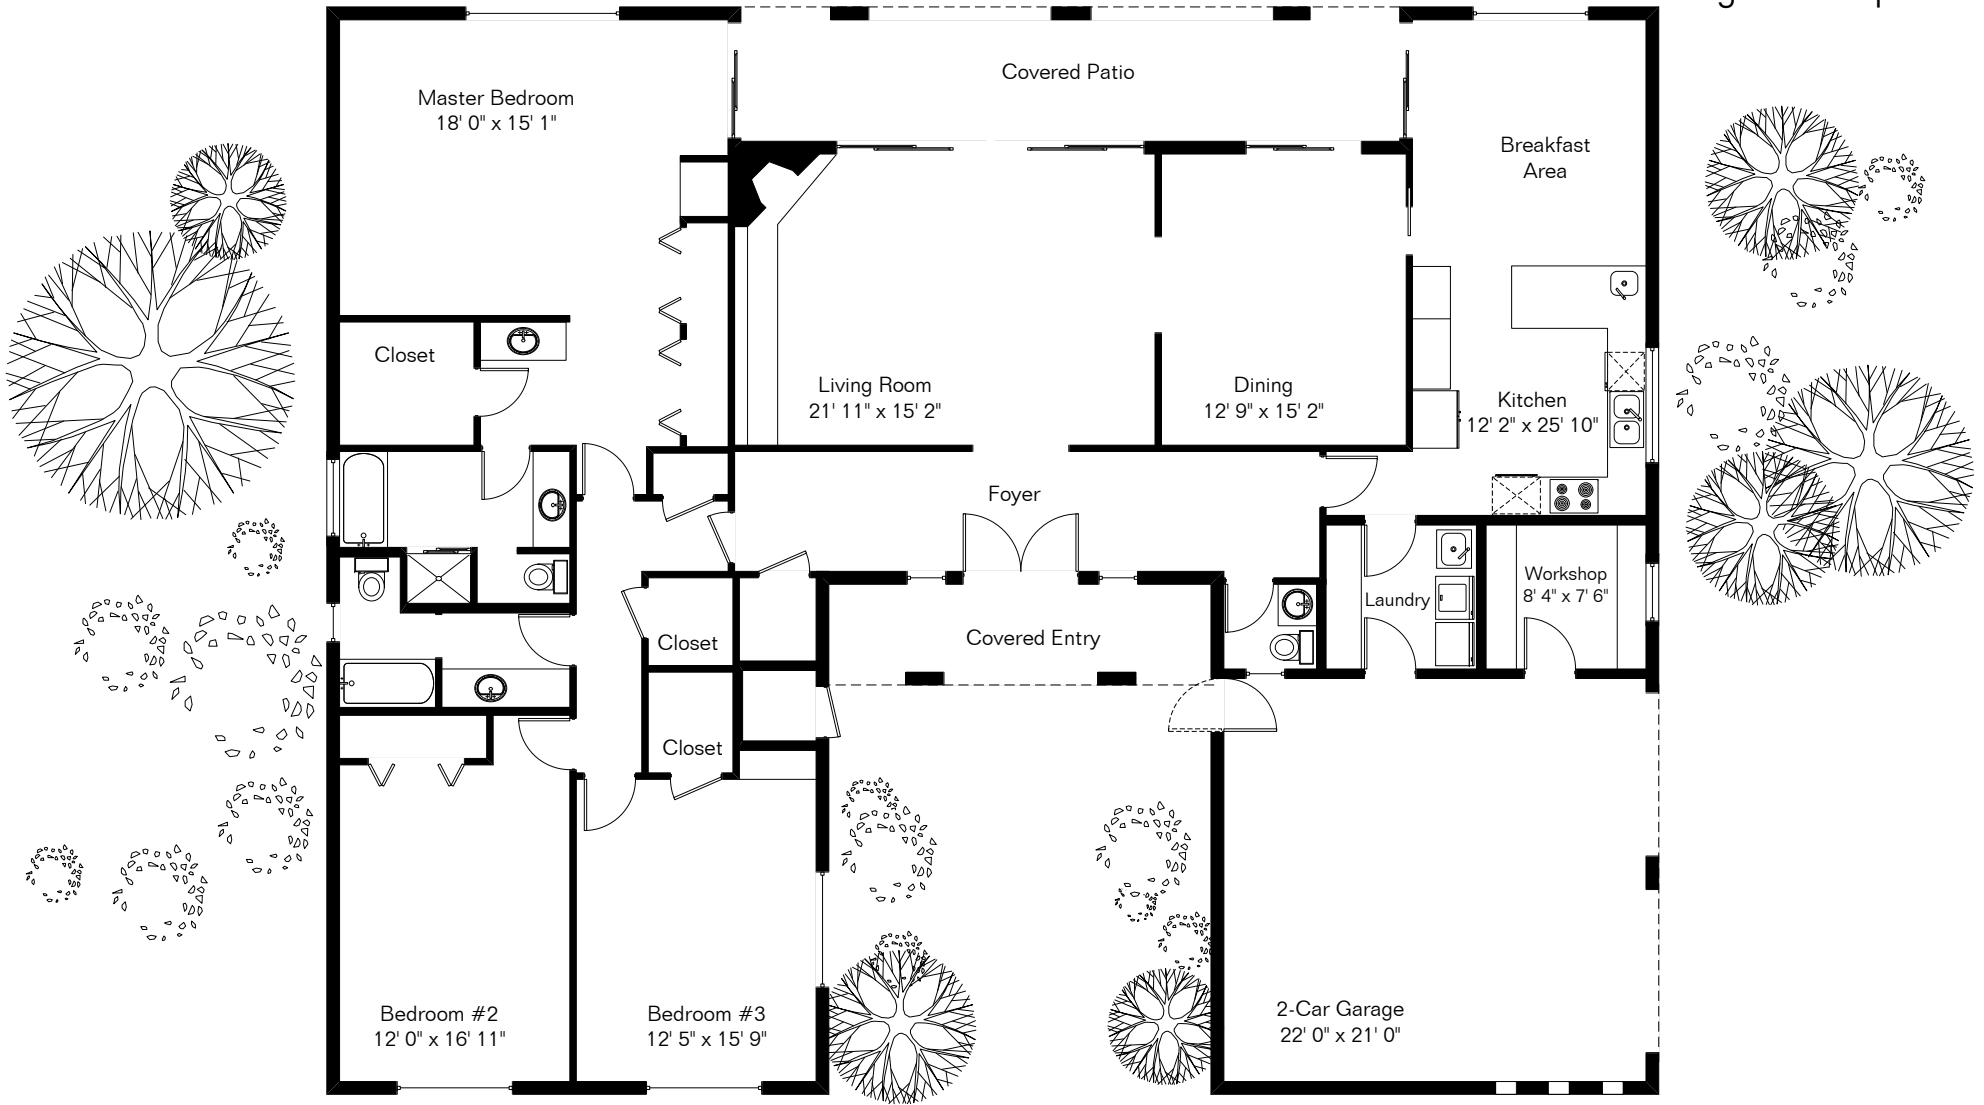 Covered Patio
Master Bedroom
18' 0" x 15' 1"
Breakfast
Area
Closet
Living Room
21' 11" x 15' 2"
Dining
12' 9" x 15' 2"
Kitchen
12' 2" x 25' 10"
Foyer
Workshop
8' 4" x 7' 6"
Laundry
Closet
Covered Entry
Closet
Bedroom #2
12' 0" x 16' 11"
Bedroom #3
12' 5" x 15' 9"
2-Car Garage
22' 0" x 21' 0"